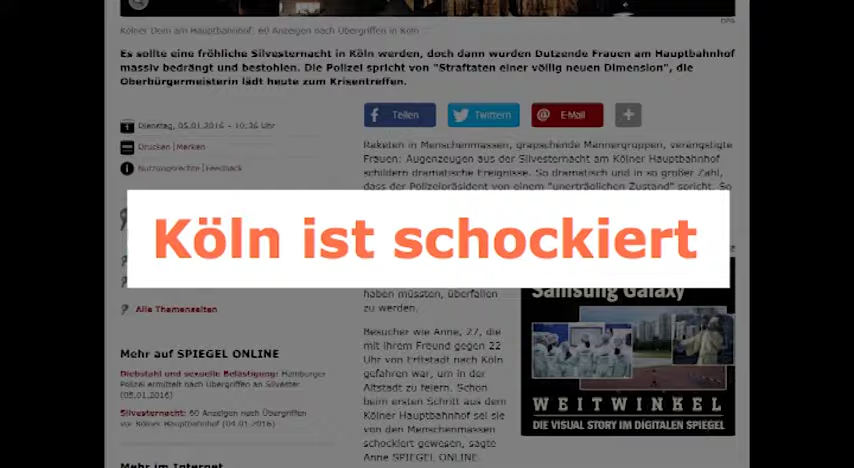 DPA
Kölner Dom am Hauptbahnhof: 60 Anzeigen nach Übergriffen in Köln
Es sollte eine fröhliche Silvesternacht in Köln werden, doch dann wurden Dutzende Frauen am Hauptbahnhof
massiv bedrängt und bestohlen. Die Polizei spricht von "Straftaten einer völlig neuen Dimension", die
Oberbürgermeisterin lädt heute zum Krisentreffen.
Teilen
Twittern
E-Mail
Dienstag, 05.01.2016 – 10:36 Uhr
Drucken | Merken
Nutzungsrechte | Feedback
Raketen in Menschenmassen, grapschende Männergruppen, verängstigte
Frauen: Augenzeugen aus der Silvesternacht am Kölner Hauptbahnhof
schildern dramatische Ereignisse. So dramatisch und in so großer Zahl,
dass der Polizeipräsident von einem "unerträglichen Zustand" spricht. So
Köln ist schockiert
haben müssten, überfallen
zu werden.
Alle Themenseiten
Besucher wie Anne, 27, die
mit ihrem Freund gegen 22
Uhr von Erftstadt nach Köln
gefahren war, um in der
Altstadt zu feiern. Schon
beim ersten Schritt aus dem
Kölner Hauptbahnhof sei sie
von den Menschenmassen
schockiert gewesen, sagte
Anne SPIEGEL ONLINE.
Samsung Galaxy
WEITWINKEL
DIE VISUAL STORY IM DIGITALEN SPIEGEL
Mehr auf SPIEGEL ONLINE
Diebstahl und sexuelle Belästigung: Hamburger
Polizei ermittelt nach Übergriffen an Silvester
(05.01.2016)
Silvesternacht: 60 Anzeigen nach Übergriffen
vor Kölner Hauptbahnhof (04.01.2016)
Mehr im Internet